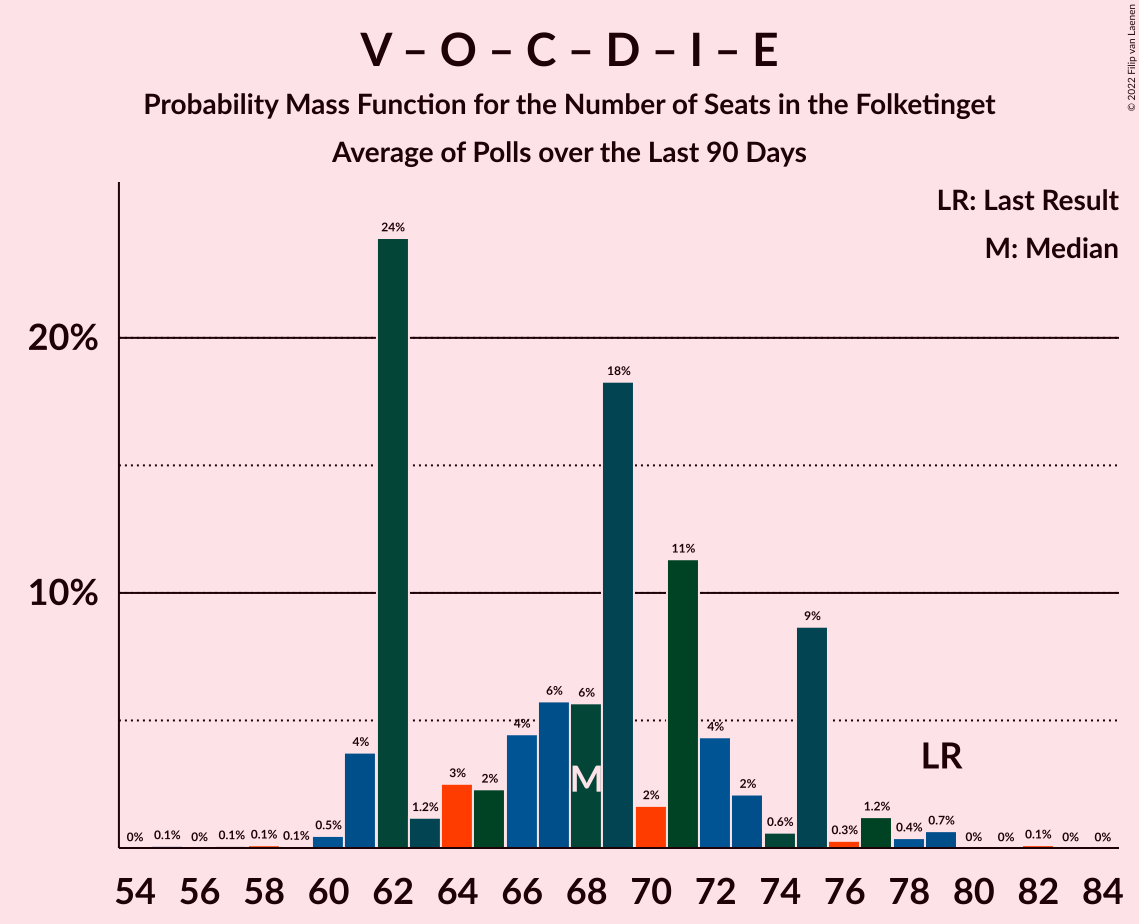 V – O – C – D – I – E
Probability Mass Function for the Number of Seats in the Folketinget
Average of Polls over the Last 90 Days
© 2022 Filip van Laenen
LR: Last Result
M: Median
20%
10%
0% 0.1% 0% 0.1% 0.1% 0.1% 0.5% 4% 24% 1.2% 3% 2% 4% 6% 6% 18% 2% 11% 4% 2% 0.6% 9% 0.3% 1.2% 0.4% 0.7% 0% 0% 0.1% 0% 0%
M
LR
54 56 58 60 62 64 66 68 70 72 74 76 78 80 82 84